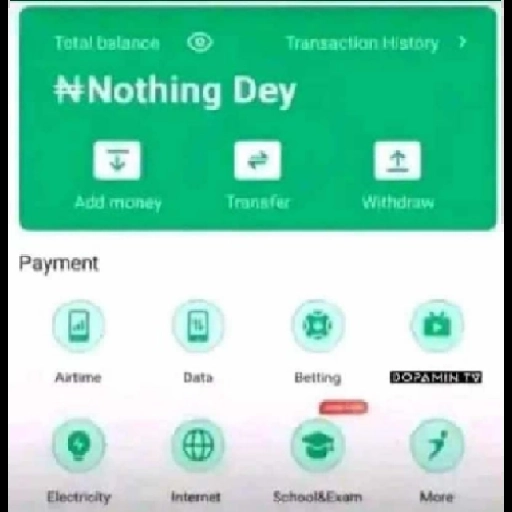 Total balance
Transaction History >
₦Nothing Dey
Add money
Transfer
Withdraw
Payment
Airtime
Data
Betting
DOPAMIN TV
Electricity
Internet
School&Exam
More